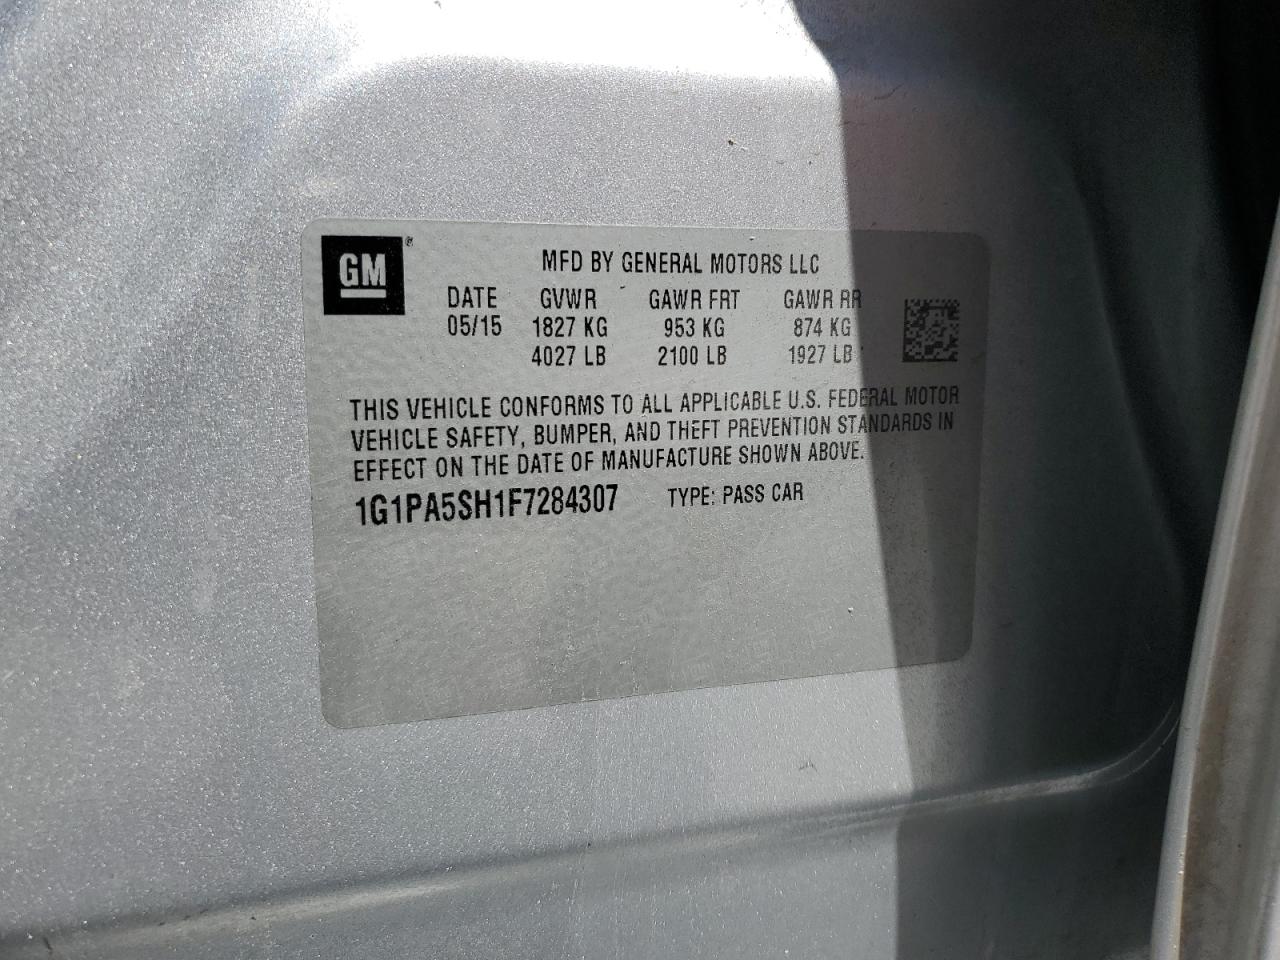 GM
MFD BY GENERAL MOTORS LLC
DATE GVWR GAWR FRT GAWR RR
05/15 1827 KG 953 KG 874 KG
4027 LB 2100 LB 1927 LB
THIS VEHICLE CONFORMS TO ALL APPLICABLE U.S. FEDERAL MOTOR
VEHICLE SAFETY, BUMPER, AND THEFT PREVENTION STANDARDS IN
EFFECT ON THE DATE OF MANUFACTURE SHOWN ABOVE.
1G1PA5SH1F7284307 TYPE: PASS CAR